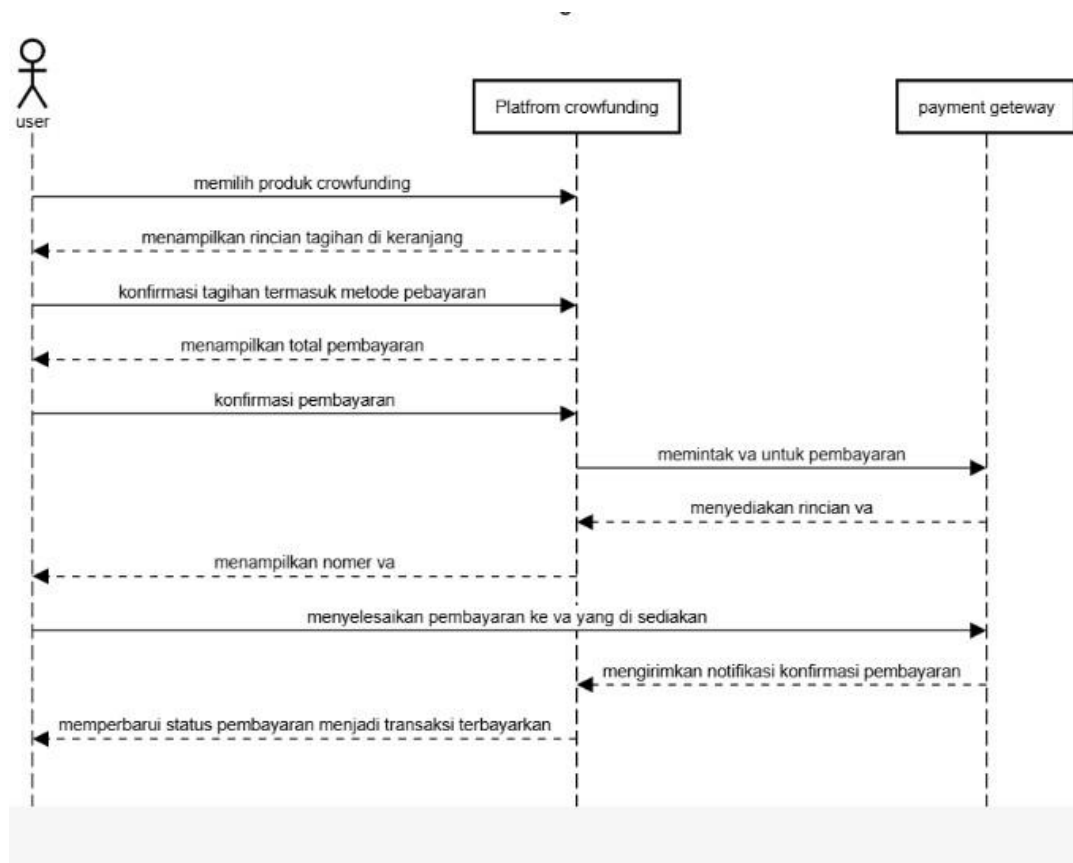 user
Platfrom crowfunding
payment geteway
memilih produk crowfunding
menampilkan rincian tagihan di keranjang
konfirmasi tagihan termasuk metode pebayaran
menampilkan total pembayaran
konfirmasi pembayaran
memintak va untuk pembayaran
menyediakan rincian va
menampilkan nomer va
menyelesaikan pembayaran ke va yang di sediakan
mengirimkan notifikasi konfirmasi pembayaran
memperbarui status pembayaran menjadi transaksi terbayarkan